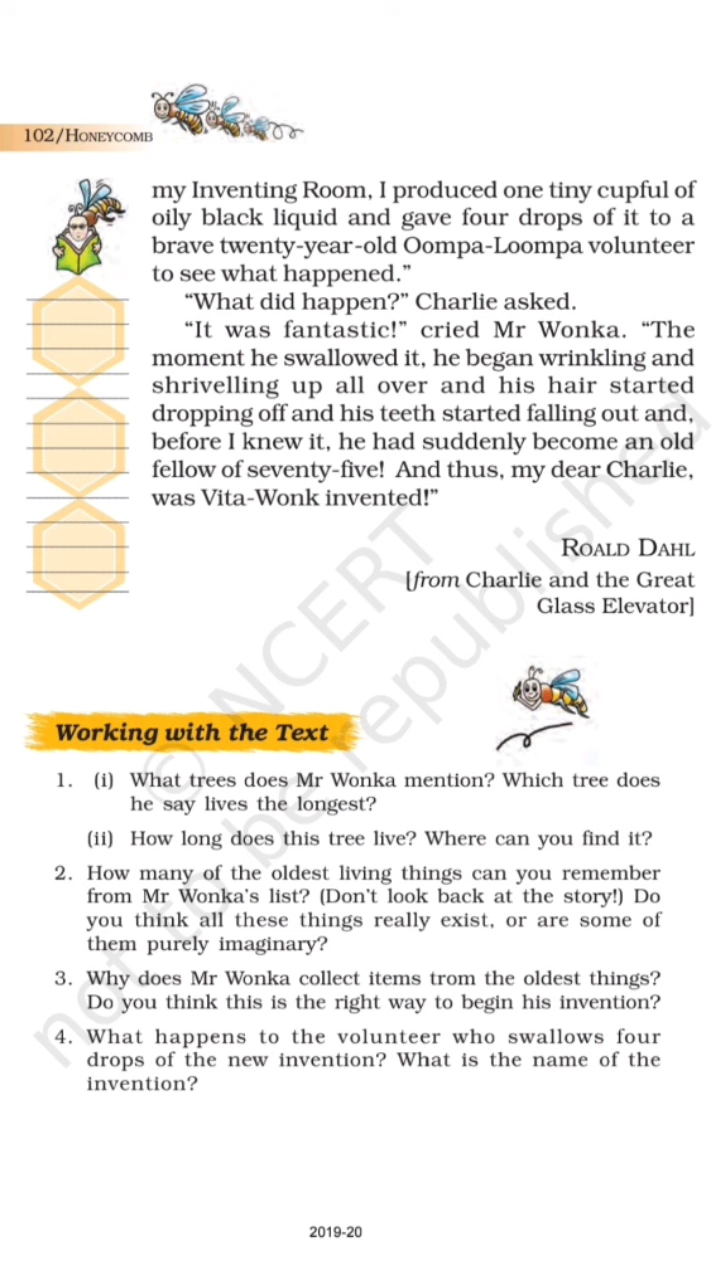 102/HONEYCOMB
my Inventing Room, I produced one tiny cupful of
oily black liquid and gave four drops of it to a
brave twenty-year-old Oompa-Loompa volunteer
to see what happened.”
“What did happen?” Charlie asked.
“It was fantastic!” cried Mr Wonka. “The
moment he swallowed it, he began wrinkling and
shrivelling up all over and his hair started
dropping off and his teeth started falling out and,
before I knew it, he had suddenly become an old
fellow of seventy-five! And thus, my dear Charlie,
was Vita-Wonk invented!”
ROALD DAHL
[from Charlie and the Great
Glass Elevator]
Working with the Text
1. (i) What trees does Mr Wonka mention? Which tree does
he say lives the longest?
(ii) How long does this tree live? Where can you find it?
2. How many of the oldest living things can you remember
from Mr Wonka's list? (Don't look back at the story!) Do
you think all these things really exist, or are some of
them purely imaginary?
3. Why does Mr Wonka collect items trom the oldest things?
Do you think this is the right way to begin his invention?
4. What happens to the volunteer who swallows four
drops of the new invention? What is the name of the
invention?
© NCERT
not to be republished
2019-20